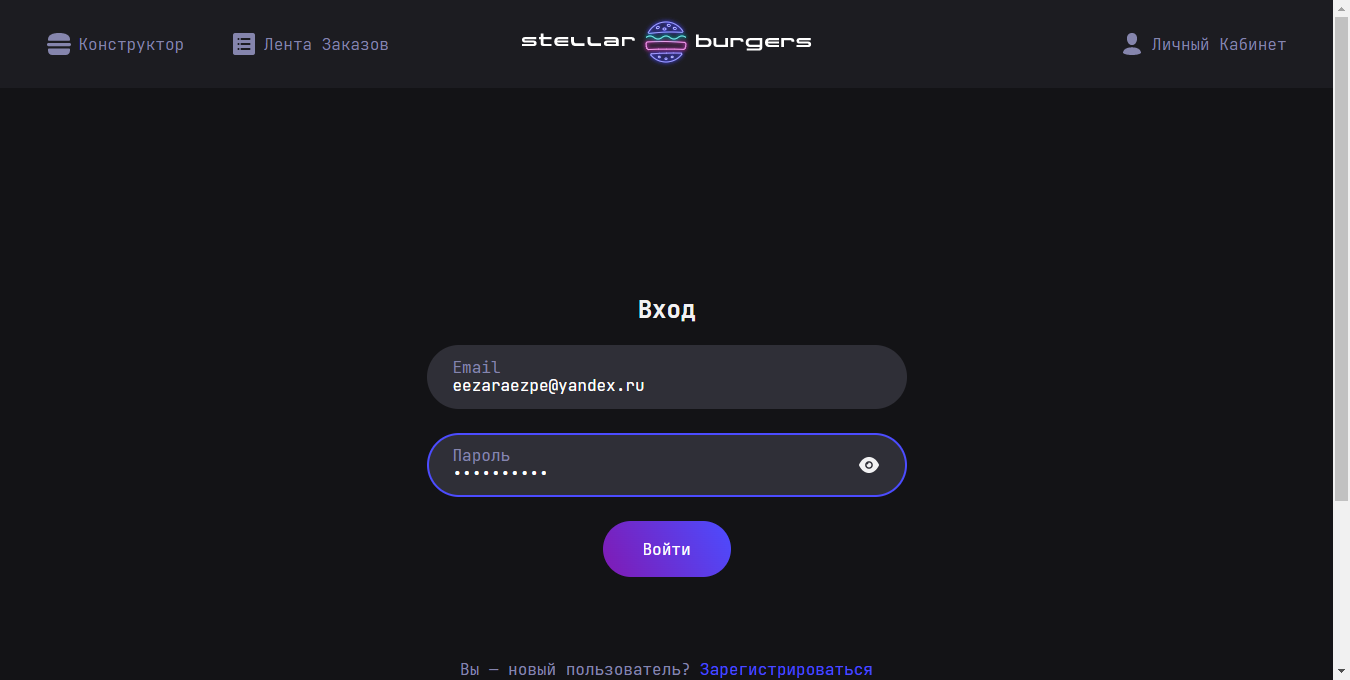 Конструктор
Лента Заказов
stellar burgers
Личный Кабинет
Вход
Email
eezaraezpe@yandex.ru
Пароль
••••••••••
Войти
Вы — новый пользователь? Зарегистрироваться